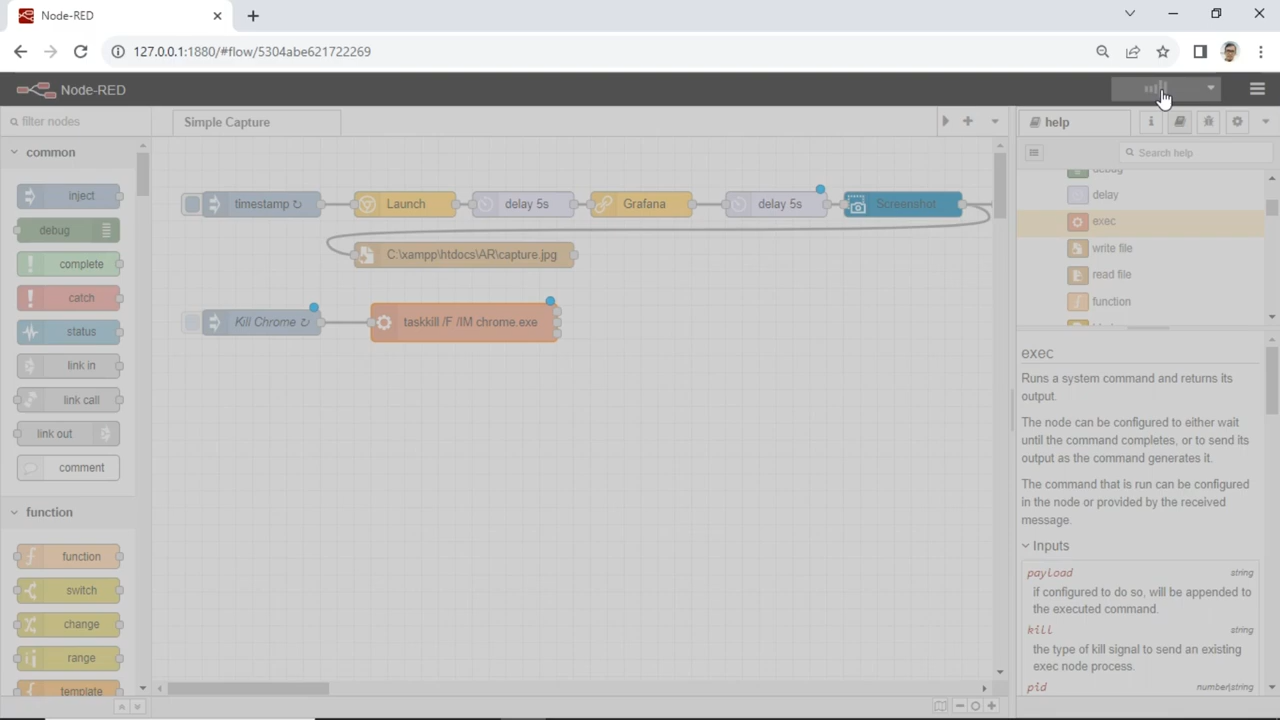 Node-RED
127.0.0.1:1880/#flow/5304abe621722269
Node-RED
filter nodes
Simple Capture
help
Search help
common
inject
debug
complete
catch
status
link in
link call
link out
comment
function
function
switch
change
range
template
timestamp ↻
Launch
delay 5s
Grafana
delay 5s
Screenshot
C:\xampp\htdocs\AR\capture.jpg
Kill Chrome ↻
taskkill /F /IM chrome.exe
debug
delay
exec
write file
read file
function
exec
Runs a system command and returns its
output.
The node can be configured to either wait
until the command completes, or to send its
output as the command generates it.
The command that is run can be configured
in the node or provided by the received
message.
Inputs
payload string
if configured to do so, will be appended to
the executed command.
kill string
the type of kill signal to send an existing
exec node process.
pid number|string